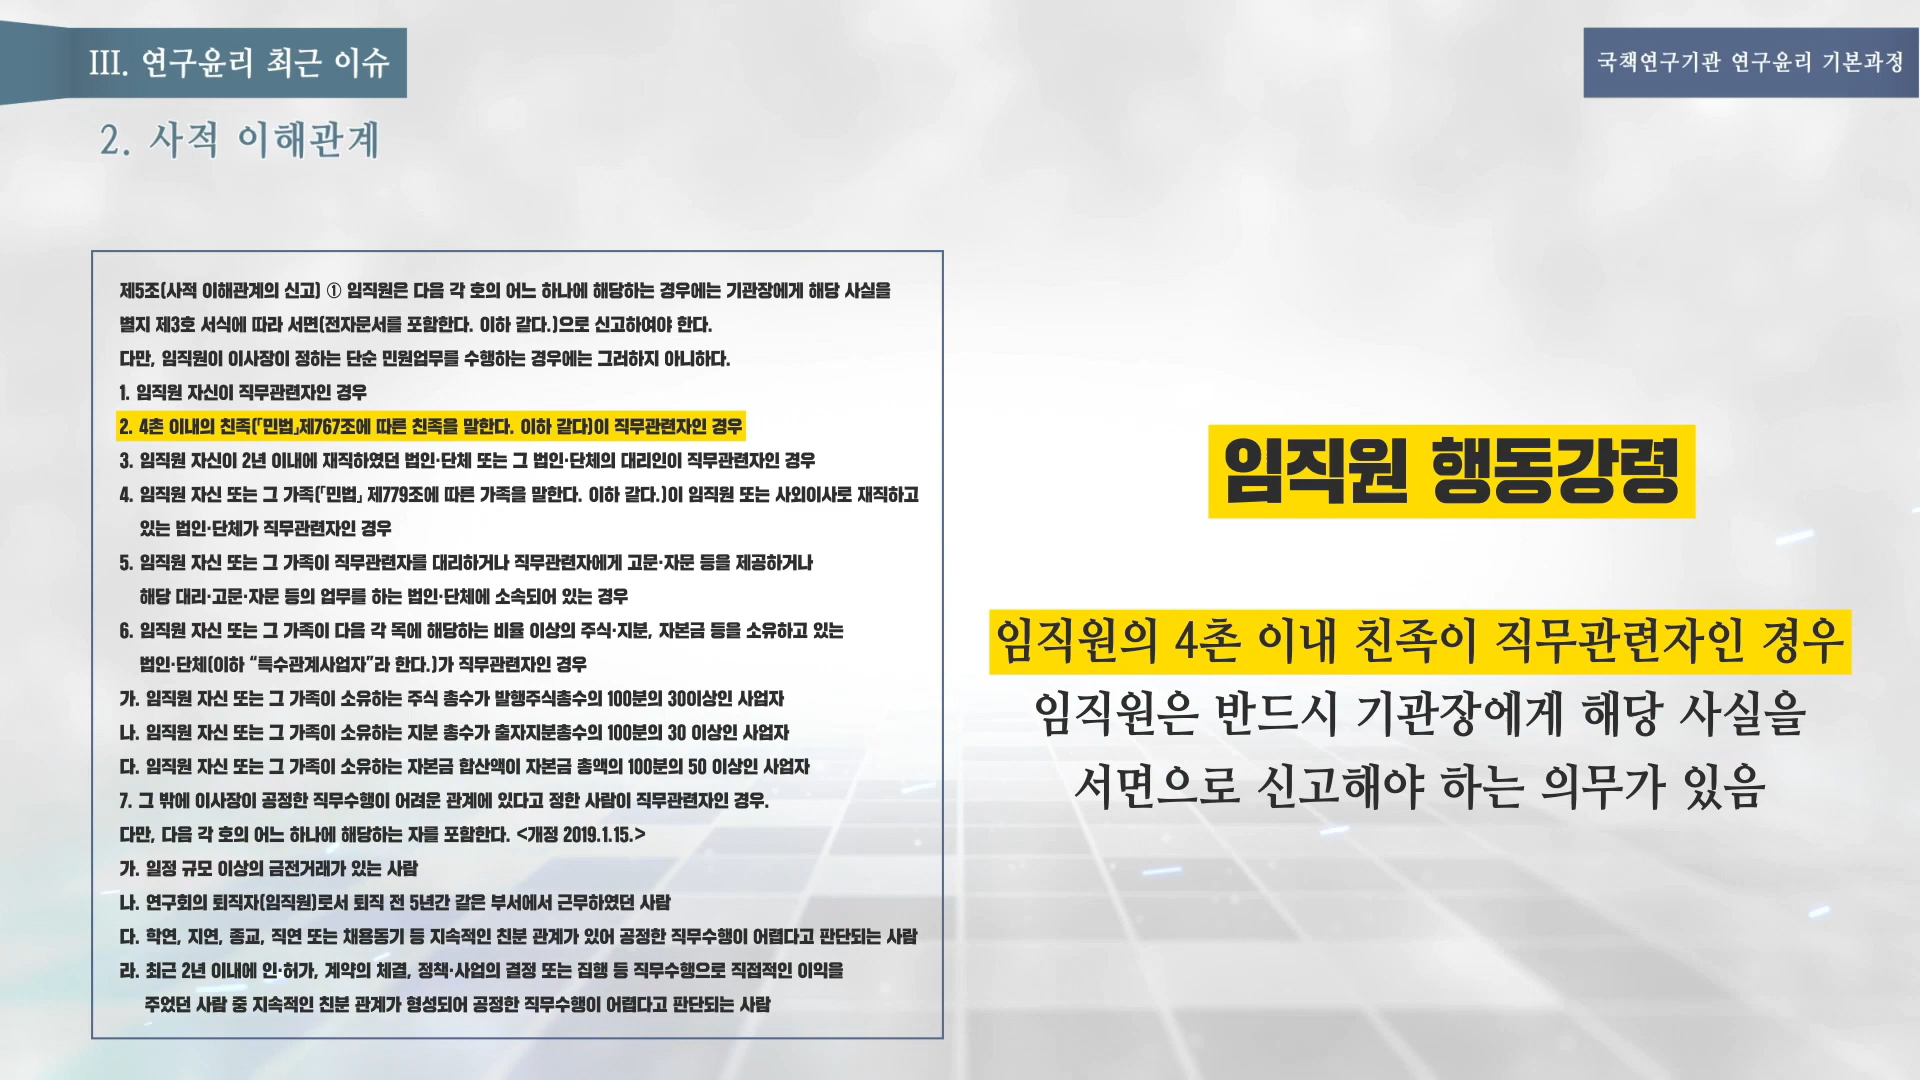 III. 연구윤리 최근 이슈
국책연구기관 연구윤리 기본과정
2. 사적 이해관계
제5조(사적 이해관계의 신고) ① 임직원은 다음 각 호의 어느 하나에 해당하는 경우에는 기관장에게 해당 사실을
별지 제3호 서식에 따라 서면(전자문서를 포함한다. 이하 같다.)으로 신고하여야 한다.
다만, 임직원이 이사장이 정하는 단순 민원업무를 수행하는 경우에는 그러하지 아니하다.
1. 임직원 자신이 직무관련자인 경우
2. 4촌 이내의 친족(「민법」제767조에 따른 친족을 말한다. 이하 같다)이 직무관련자인 경우
3. 임직원 자신이 2년 이내에 재직하였던 법인·단체 또는 그 법인·단체의 대리인이 직무관련자인 경우
4. 임직원 자신 또는 그 가족(「민법」 제779조에 따른 가족을 말한다. 이하 같다.)이 임직원 또는 사외이사로 재직하고
있는 법인·단체가 직무관련자인 경우
5. 임직원 자신 또는 그 가족이 직무관련자를 대리하거나 직무관련자에게 고문·자문 등을 제공하거나
해당 대리·고문·자문 등의 업무를 하는 법인·단체에 소속되어 있는 경우
6. 임직원 자신 또는 그 가족이 다음 각 목에 해당하는 비율 이상의 주식·지분, 자본금 등을 소유하고 있는
법인·단체(이하 “특수관계사업자”라 한다.)가 직무관련자인 경우
가. 임직원 자신 또는 그 가족이 소유하는 주식 총수가 발행주식총수의 100분의 30이상인 사업자
나. 임직원 자신 또는 그 가족이 소유하는 지분 총수가 출자지분총수의 100분의 30 이상인 사업자
다. 임직원 자신 또는 그 가족이 소유하는 자본금 합산액이 자본금 총액의 100분의 50 이상인 사업자
7. 그 밖에 이사장이 공정한 직무수행이 어려운 관계에 있다고 정한 사람이 직무관련자인 경우.
다만, 다음 각 호의 어느 하나에 해당하는 자를 포함한다. <개정 2019.1.15.>
가. 일정 규모 이상의 금전거래가 있는 사람
나. 연구회의 퇴직자(임직원)로서 퇴직 전 5년간 같은 부서에서 근무하였던 사람
다. 학연, 지연, 종교, 직연 또는 채용동기 등 지속적인 친분 관계가 있어 공정한 직무수행이 어렵다고 판단되는 사람
라. 최근 2년 이내에 인·허가, 계약의 체결, 정책·사업의 결정 또는 집행 등 직무수행으로 직접적인 이익을
주었던 사람 중 지속적인 친분 관계가 형성되어 공정한 직무수행이 어렵다고 판단되는 사람
임직원 행동강령
임직원의 4촌 이내 친족이 직무관련자인 경우
임직원은 반드시 기관장에게 해당 사실을
서면으로 신고해야 하는 의무가 있음